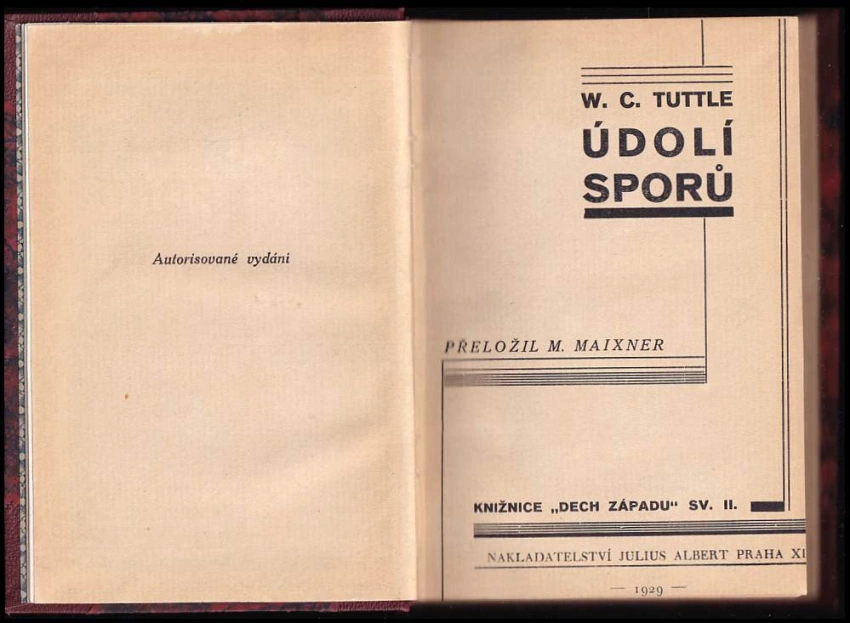 Autorisované vydání
W. C. TUTTLE
ÚDOLÍ
SPORŮ
PŘELOŽIL M. MAIXNER
KNIŽNICE „DECH ZÁPADU“ SV. II.
NAKLADATELSTVÍ JULIUS ALBERT PRAHA XI
— 1929 —